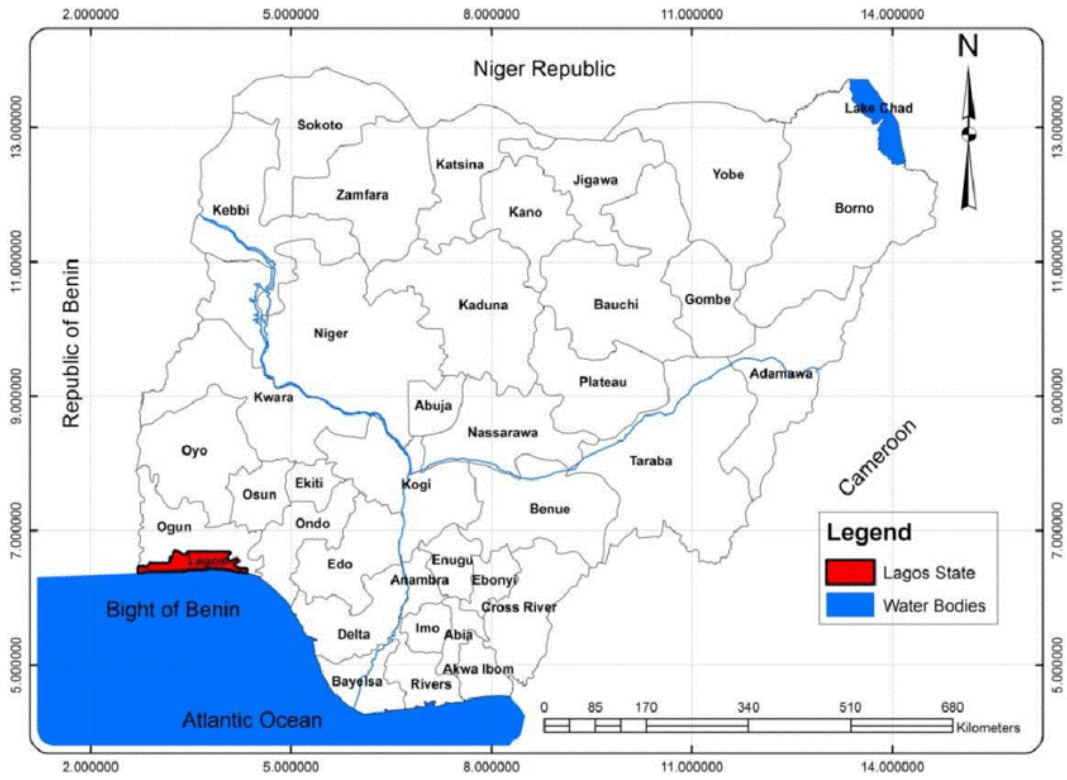 2.000000 5.000000 8.000000 11.000000 14.000000
N
Niger Republic
Lake Chad
13.000000 13.000000
Sokoto
Katsina
Jigawa
Yobe
Zamfara
Kebbi
Kano
Borno
11.000000 11.000000
Republic of Benin
Kaduna
Bauchi
Gombe
Niger
Adamawa
Plateau
9.000000 9.000000
Kwara
Abuja
Nassarawa
Cameroon
Oyo
Taraba
Kogi
Ekiti
Osun
Benue
7.000000 7.000000
Ogun
Ondo
Lagos
Edo
Enugu
Anambra
Ebonyi
Cross River
Bight of Benin
Delta
Imo
Abia
5.000000 5.000000
Akwa Ibom
Bayelsa
Rivers
Atlantic Ocean
Legend
Lagos State
Water Bodies
0 85 170 340 510 680
Kilometers
2.000000 5.000000 8.000000 11.000000 14.000000